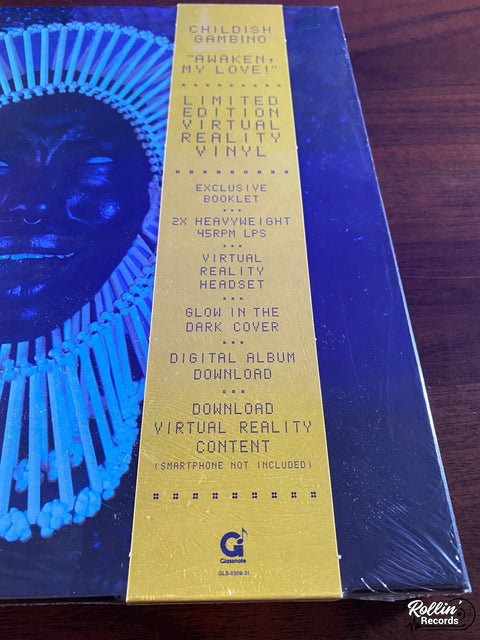 CHILDISH
GAMBINO
"AWAKEN,
MY LOVE!"
LIMITED
EDITION
VIRTUAL
REALITY
VINYL
EXCLUSIVE
BOOKLET
2X HEAVYWEIGHT
45RPM LPS
VIRTUAL
REALITY
HEADSET
GLOW IN THE
DARK COVER
DIGITAL ALBUM
DOWNLOAD
DOWNLOAD
VIRTUAL REALITY
CONTENT
(SMARTPHONE NOT INCLUDED)
G
Glassnote
GLS-0209-31
Rollin'
Records